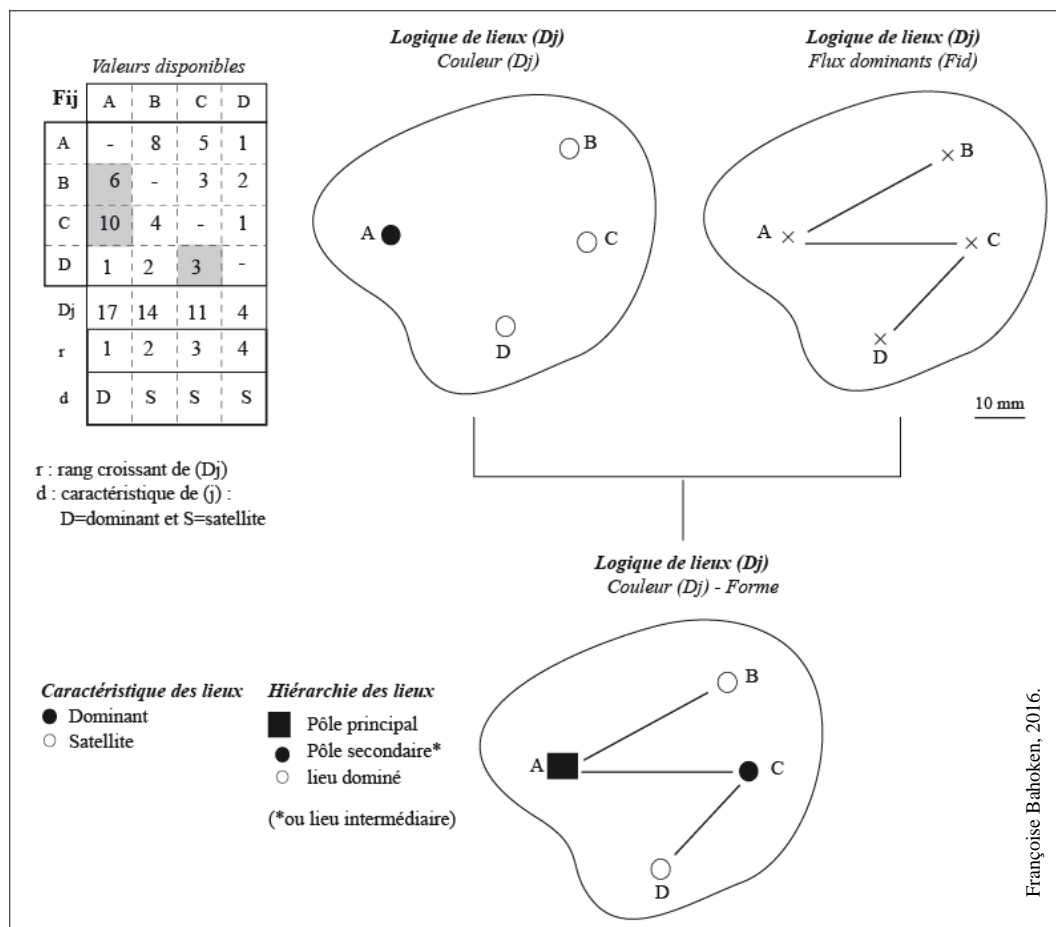 Valeurs disponibles
Fij A B C D
A - 8 5 1
B 6 - 3 2
C 10 4 - 1
D 1 2 3 -
Dj 17 14 11 4
r 1 2 3 4
d D S S S
r : rang croissant de (Dj)
d : caractéristique de (j) :
D=dominant et S=satellite
Logique de lieux (Dj)
Couleur (Dj)
B
A
C
D
Logique de lieux (Dj)
Flux dominants (Fid)
B
A
C
D
10 mm
Logique de lieux (Dj)
Couleur (Dj) - Forme
B
A
C
D
Caractéristique des lieux
Dominant
Satellite
Hiérarchie des lieux
Pôle principal
Pôle secondaire*
lieu dominé
(*ou lieu intermédiaire)
Françoise Bahoken, 2016.